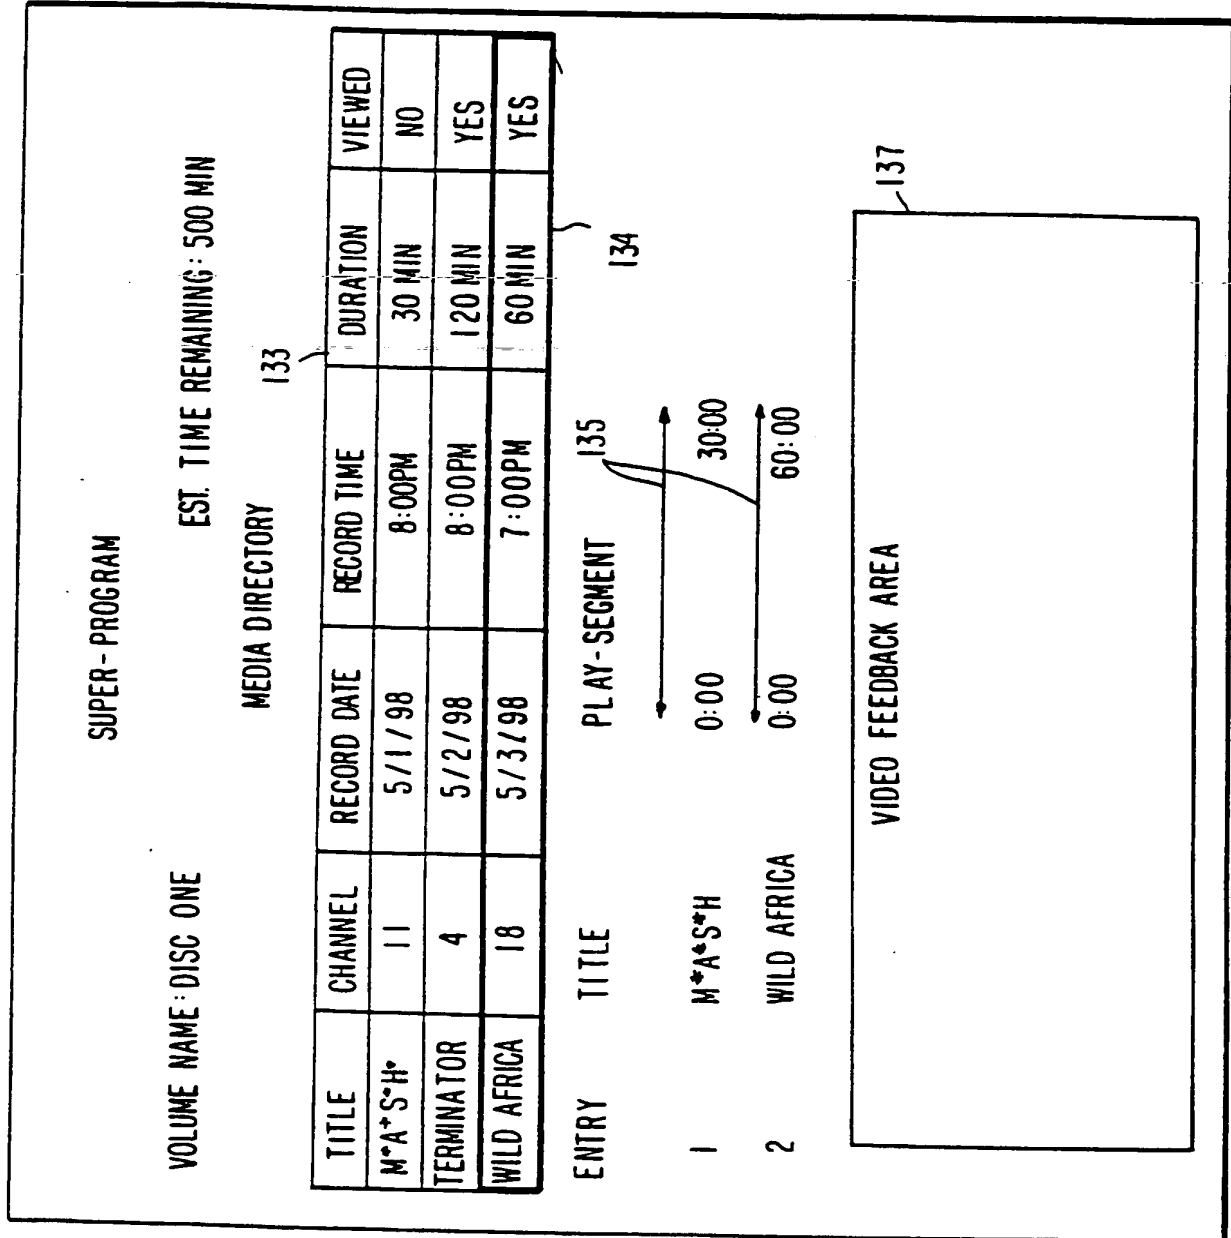 SUPER-PROGRAM
VOLUME NAME: DISC ONE EST. TIME REMAINING: 500 MIN
MEDIA DIRECTORY
133
TITLE CHANNEL RECORD DATE RECORD TIME DURATION VIEWED
M*A*S*H* 11 5/1/98 8:00PM 30 MIN NO
TERMINATOR 4 5/2/98 8:00PM 120 MIN YES
WILD AFRICA 18 5/3/98 7:00PM 60 MIN YES
134
ENTRY TITLE PLAY-SEGMENT 135
1 M*A*S*H 0:00 30:00
2 WILD AFRICA 0:00 60:00
137
VIDEO FEEDBACK AREA